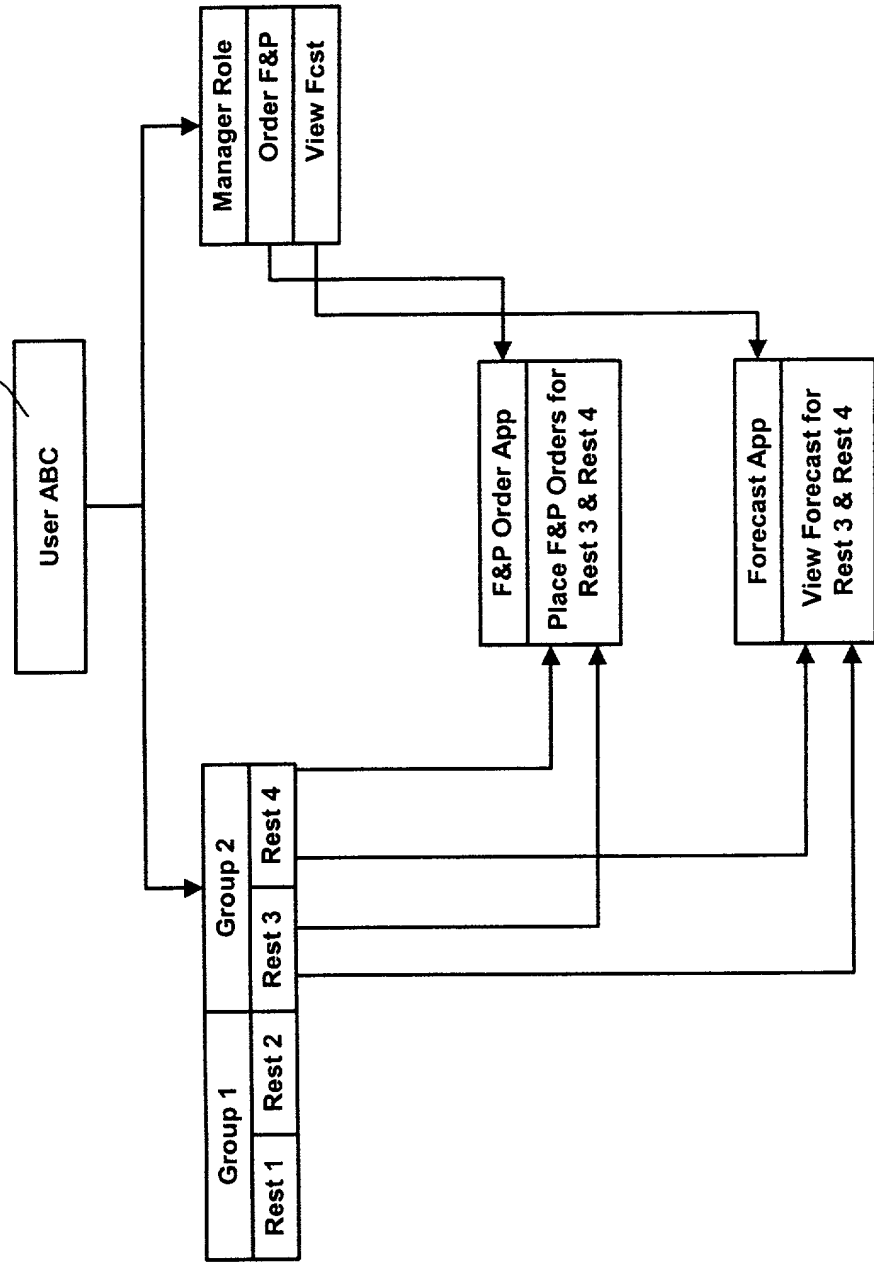 User ABC
Group 1
Group 2
Rest 1
Rest 2
Rest 3
Rest 4
Manager Role
Order F&P
View Fcst
F&P Order App
Place F&P Orders for
Rest 3 & Rest 4
Forecast App
View Forecast for
Rest 3 & Rest 4